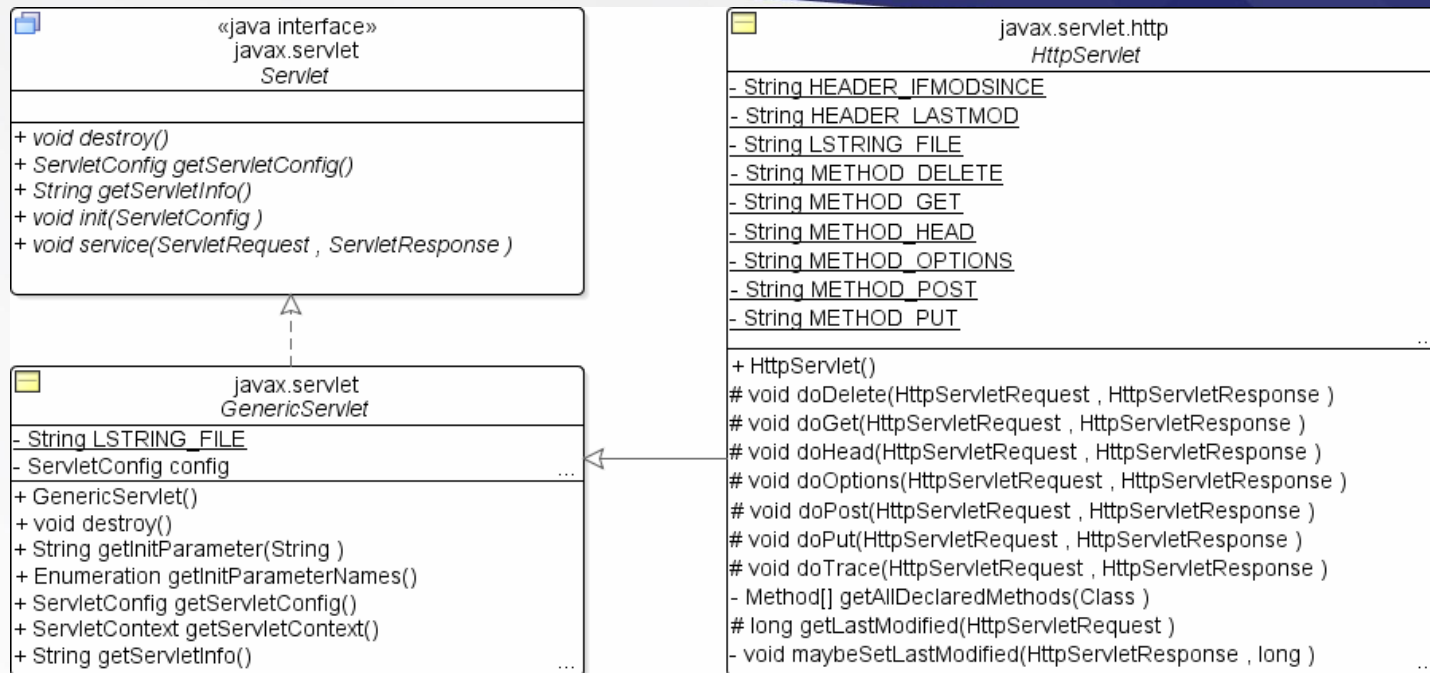 «java interface»
javax.servlet
Servlet
+ void destroy()
+ ServletConfig getServletConfig()
+ String getServletInfo()
+ void init(ServletConfig )
+ void service(ServletRequest , ServletResponse )
javax.servlet
GenericServlet
- String LSTRING_FILE
- ServletConfig config
...
+ GenericServlet()
+ void destroy()
+ String getInitParameter(String )
+ Enumeration getInitParameterNames()
+ ServletConfig getServletConfig()
+ ServletContext getServletContext()
+ String getServletInfo()
...
javax.servlet.http
HttpServlet
- String HEADER_IFMODSINCE
- String HEADER_LASTMOD
- String LSTRING_FILE
- String METHOD_DELETE
- String METHOD_GET
- String METHOD_HEAD
- String METHOD_OPTIONS
- String METHOD_POST
- String METHOD_PUT
...
+ HttpServlet()
# void doDelete(HttpServletRequest , HttpServletResponse )
# void doGet(HttpServletRequest , HttpServletResponse )
# void doHead(HttpServletRequest , HttpServletResponse )
# void doOptions(HttpServletRequest , HttpServletResponse )
# void doPost(HttpServletRequest , HttpServletResponse )
# void doPut(HttpServletRequest , HttpServletResponse )
# void doTrace(HttpServletRequest , HttpServletResponse )
- Method[] getAllDeclaredMethods(Class )
# long getLastModified(HttpServletRequest )
- void maybeSetLastModified(HttpServletResponse , long )
...